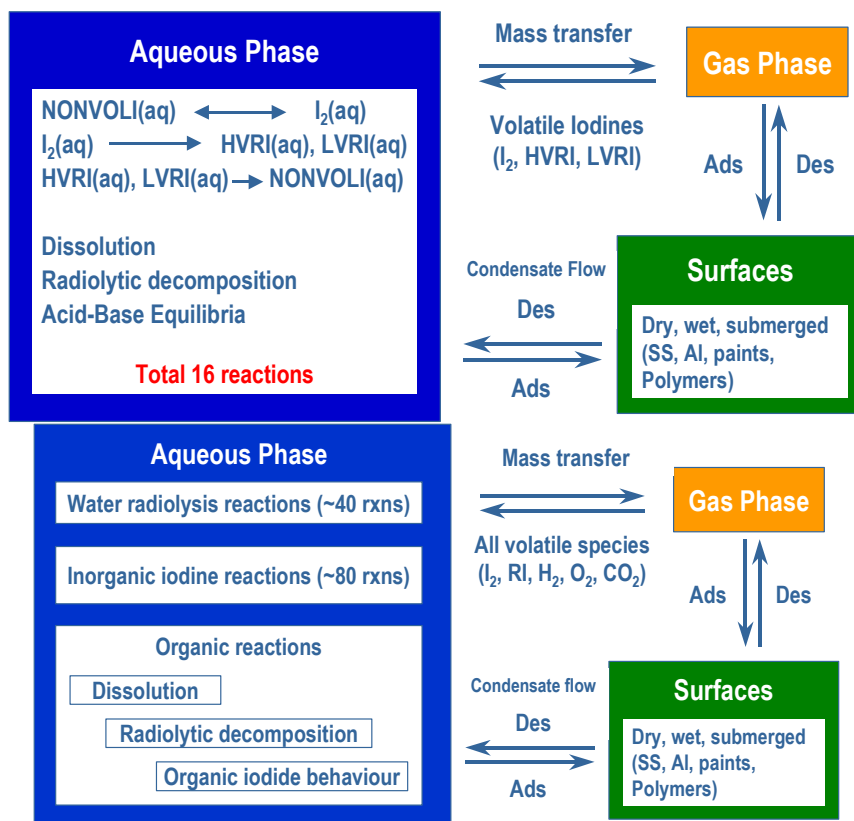 Aqueous Phase
NONVOLI(aq) ⟷ I₂(aq)
I₂(aq) ⟶ HVRI(aq), LVRI(aq)
HVRI(aq), LVRI(aq) → NONVOLI(aq)
Dissolution
Radiolytic decomposition
Acid-Base Equilibria
Total 16 reactions
Mass transfer
Volatile Iodines
(I₂, HVRI, LVRI)
Gas Phase
Ads
Des
Condensate Flow
Des
Ads
Surfaces
Dry, wet, submerged
(SS, Al, paints,
Polymers)
Aqueous Phase
Water radiolysis reactions (~40 rxns)
Inorganic iodine reactions (~80 rxns)
Organic reactions
Dissolution
Radiolytic decomposition
Organic iodide behaviour
Mass transfer
All volatile species
(I₂, RI, H₂, O₂, CO₂)
Gas Phase
Ads
Des
Condensate flow
Des
Ads
Surfaces
Dry, wet, submerged
(SS, Al, paints,
Polymers)